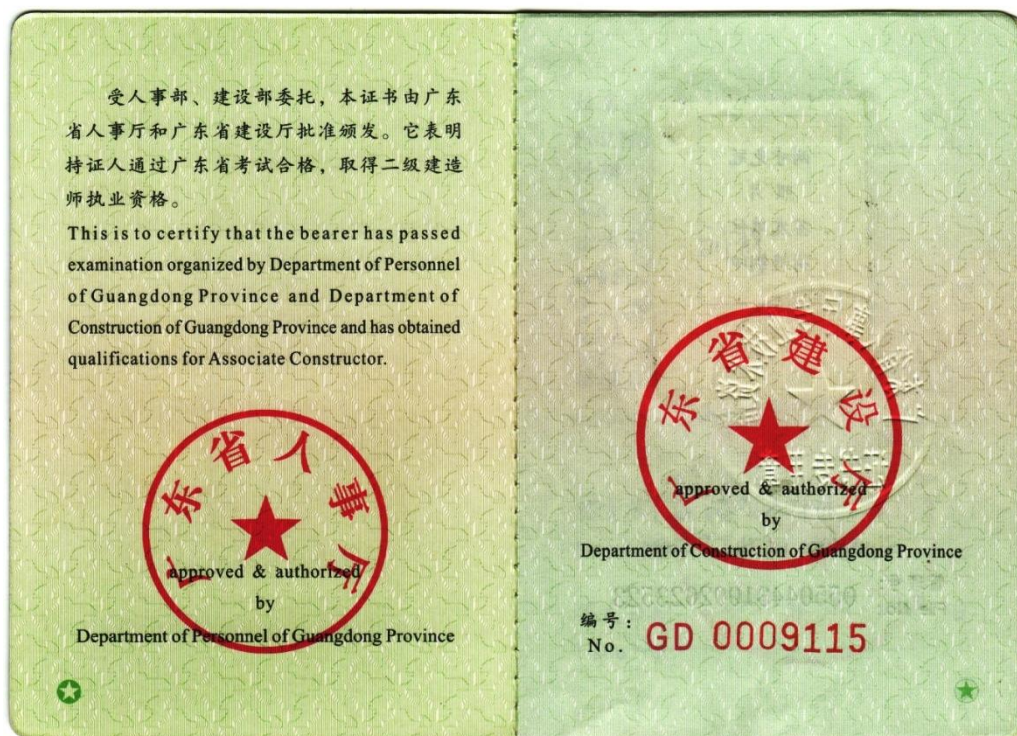 受人事部、建设部委托，本证书由广东
省人事厅和广东省建设厅批准颁发。它表明
持证人通过广东省考试合格，取得二级建造
师执业资格。
This is to certify that the bearer has passed
examination organized by Department of Personnel
of Guangdong Province and Department of
Construction of Guangdong Province and has obtained
qualifications for Associate Constructor.
广东省人事厅
approved & authorized
by
Department of Personnel of Guangdong Province
广东省建设厅
approved & authorized
by
Department of Construction of Guangdong Province
编号：
No. GD 0009115